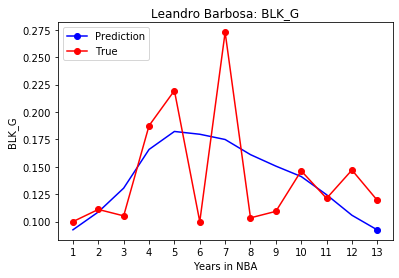 Leandro Barbosa: BLK_G
Prediction
True
BLK_G
0.275
0.250
0.225
0.200
0.175
0.150
0.125
0.100
1 2 3 4 5 6 7 8 9 10 11 12 13
Years in NBA